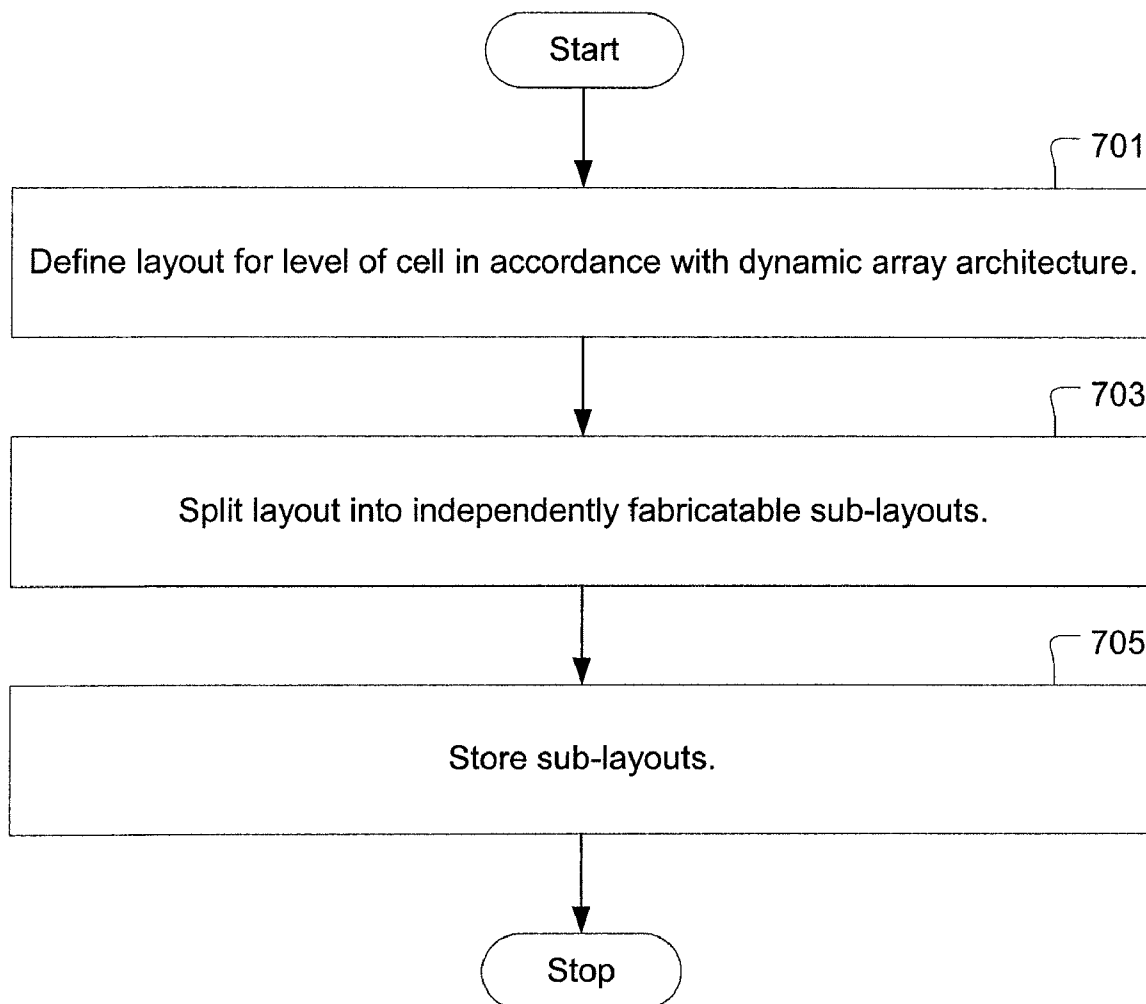 Start
701
Define layout for level of cell in accordance with dynamic array architecture.
703
Split layout into independently fabricatable sub-layouts.
705
Store sub-layouts.
Stop